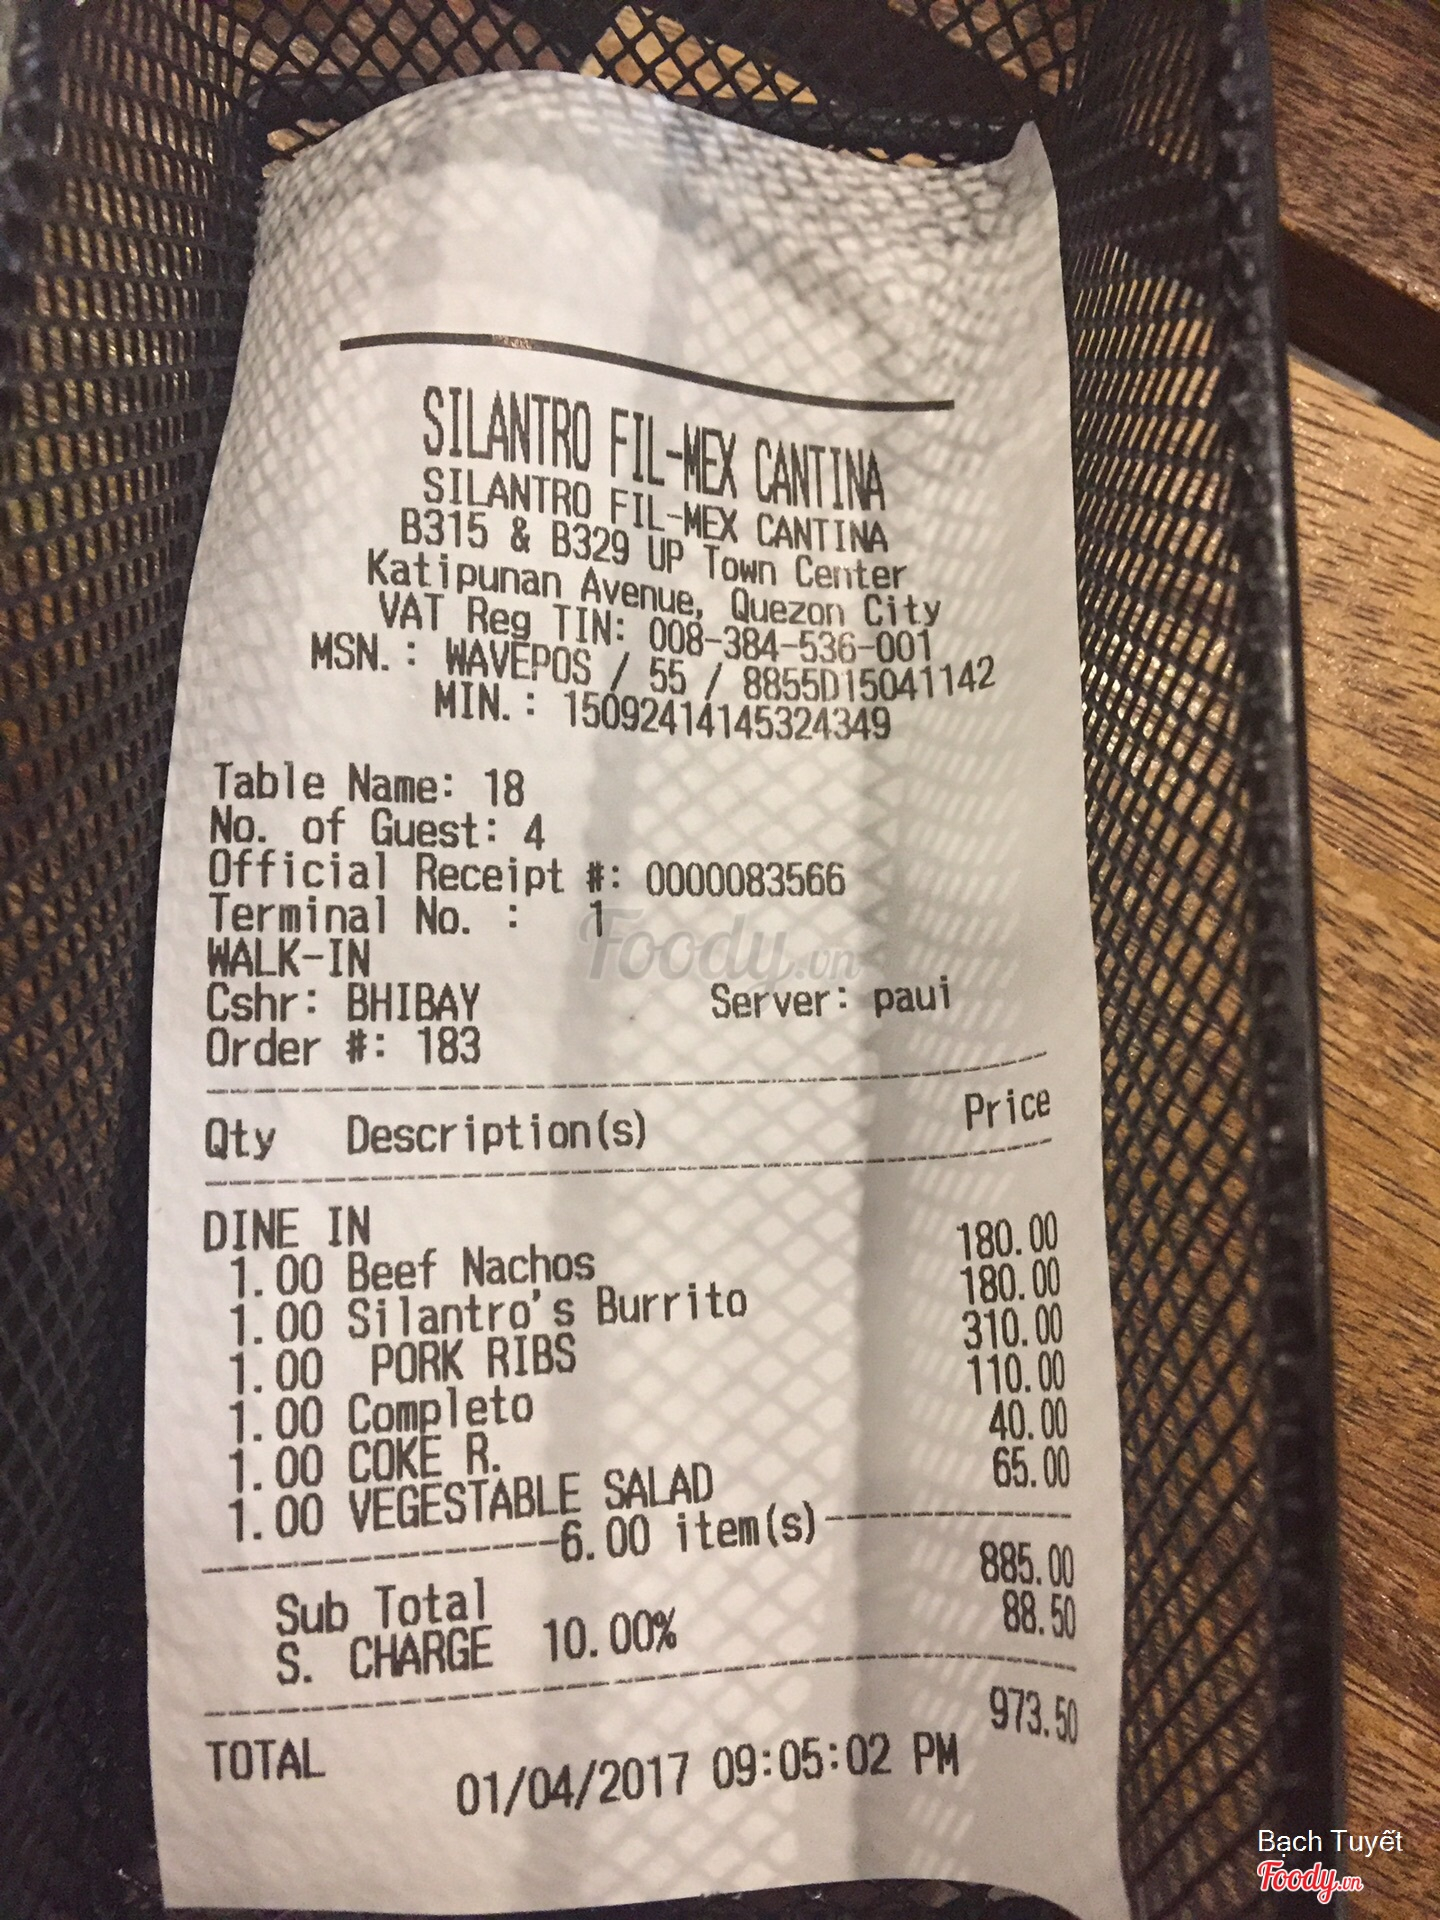 SILANTRO FIL-MEX CANTINA
SILANTRO FIL-MEX CANTINA
B315 & B329 UP Town Center
Katipunan Avenue, Quezon City
VAT Reg TIN: 008-384-536-001
MSN. : WAVEPOS / 55 / 8855D15041142
MIN. : 15092414145324349
Table Name: 18
No. of Guest: 4
Official Receipt #: 0000083566
Terminal No. : 1
WALK-IN
Cshr: BHIBAY Server: paui
Order #: 183
Qty Description(s) Price
DINE IN
1.00 Beef Nachos 180.00
1.00 Silantro's Burrito 180.00
1.00 PORK RIBS 310.00
1.00 Completo 110.00
1.00 COKE R. 40.00
1.00 VEGESTABLE SALAD 65.00
6.00 item(s)
Sub Total 885.00
S. CHARGE 10.00% 88.50
TOTAL 973.50
01/04/2017 09:05:02 PM
Foody.vn
Bạch Tuyết
Foody.vn